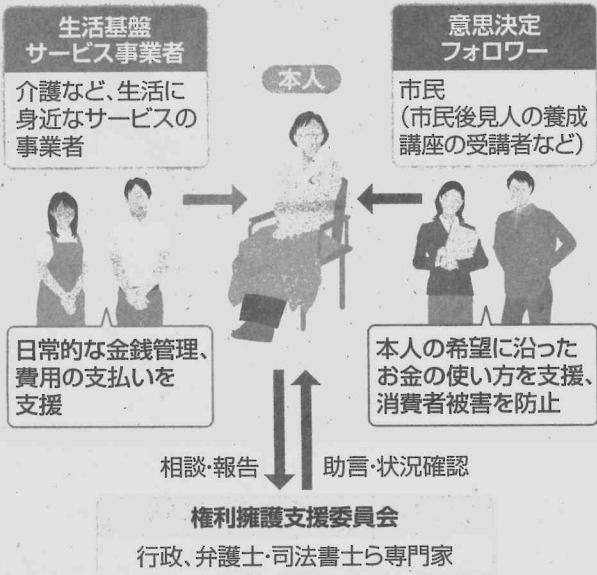 生活基盤
サービス事業者
介護など、生活に
身近なサービスの
事業者
本人
意思決定
フォロワー
市民
（市民後見人の養成
講座の受講者など）
日常的な金銭管理、
費用の支払いを
支援
本人の希望に沿った
お金の使い方を支援、
消費者被害を防止
相談・報告
助言・状況確認
権利擁護支援委員会
行政、弁護士・司法書士ら専門家